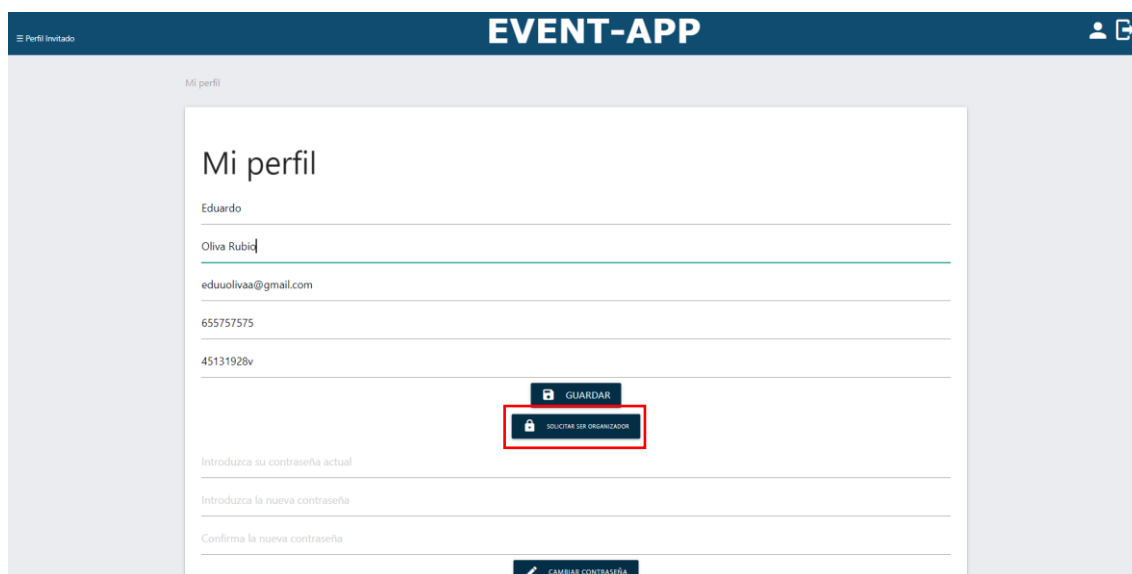 ☰ Perfil Invitado
EVENT-APP
Mi perfil
Mi perfil
Eduardo
Oliva Rubio
eduuolivaa@gmail.com
655757575
45131928v
GUARDAR
SOLICITAR SER ORGANIZADOR
Introduzca su contraseña actual
Introduzca la nueva contraseña
Confirma la nueva contraseña
CAMBIAR CONTRASEÑA